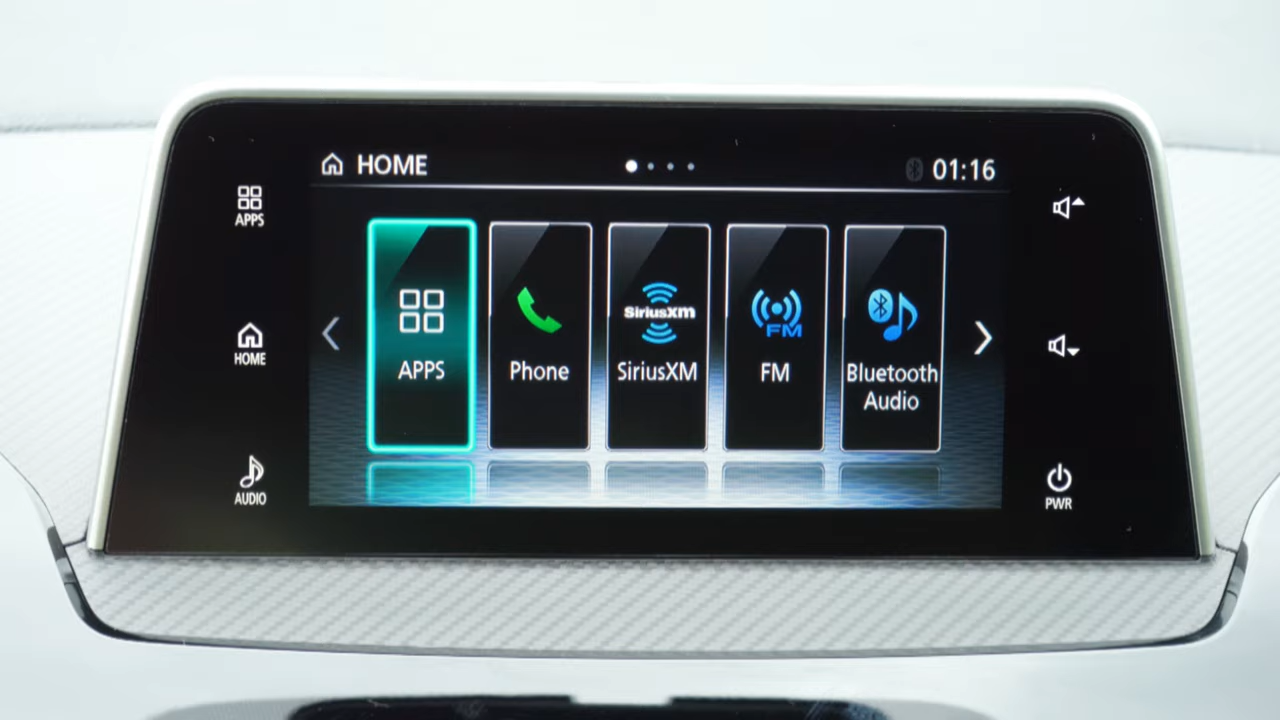 HOME
01:16
APPS
HOME
AUDIO
APPS
Phone
SiriusXM
SiriusXM
FM
FM
Bluetooth
Audio
PWR